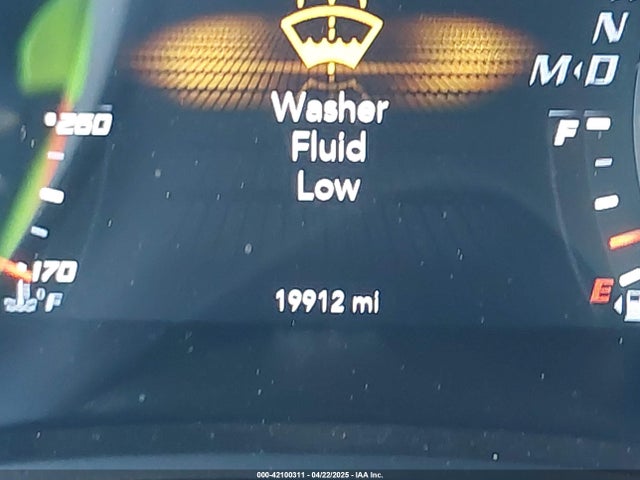 N
M◂D
Washer
Fluid
Low
260
F
170
°F
19912 mi
E
000-42100311 - 04/22/2025 - IAA Inc.